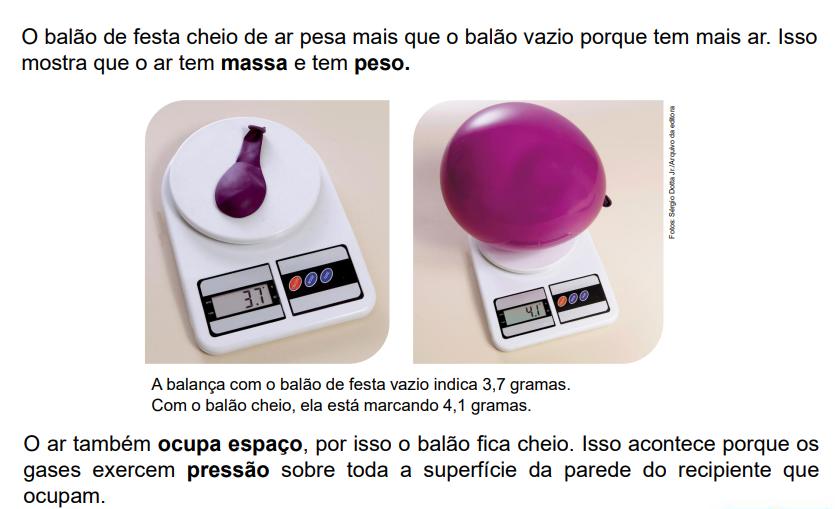 O balão de festa cheio de ar pesa mais que o balão vazio porque tem mais ar. Isso
mostra que o ar tem massa e tem peso.
3.7
4.1
Fotos: Sérgio Dotta Jr./Arquivo da editora
A balança com o balão de festa vazio indica 3,7 gramas.
Com o balão cheio, ela está marcando 4,1 gramas.
O ar também ocupa espaço, por isso o balão fica cheio. Isso acontece porque os
gases exercem pressão sobre toda a superfície da parede do recipiente que
ocupam.